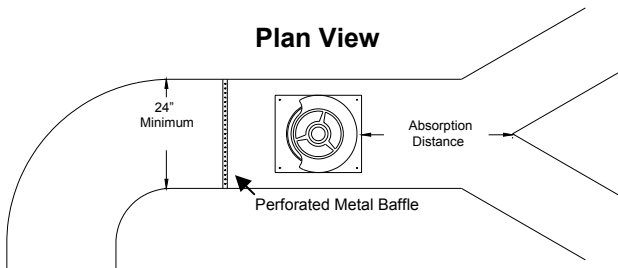 Plan View
24”
Minimum
Absorption
Distance
Perforated Metal Baffle